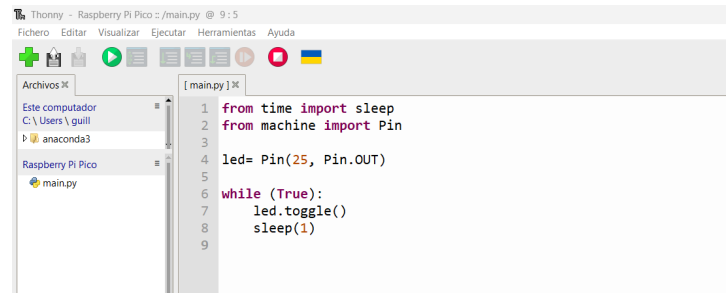 Thonny - Raspberry Pi Pico :: /main.py @ 9 : 5
Fichero Editar Visualizar Ejecutar Herramientas Ayuda
Archivos
Este computador
C: \ Users \ guill
anaconda3
Raspberry Pi Pico
main.py
[ main.py ]
1 from time import sleep
2 from machine import Pin
3
4 led= Pin(25, Pin.OUT)
5
6 while (True):
7     led.toggle()
8     sleep(1)
9